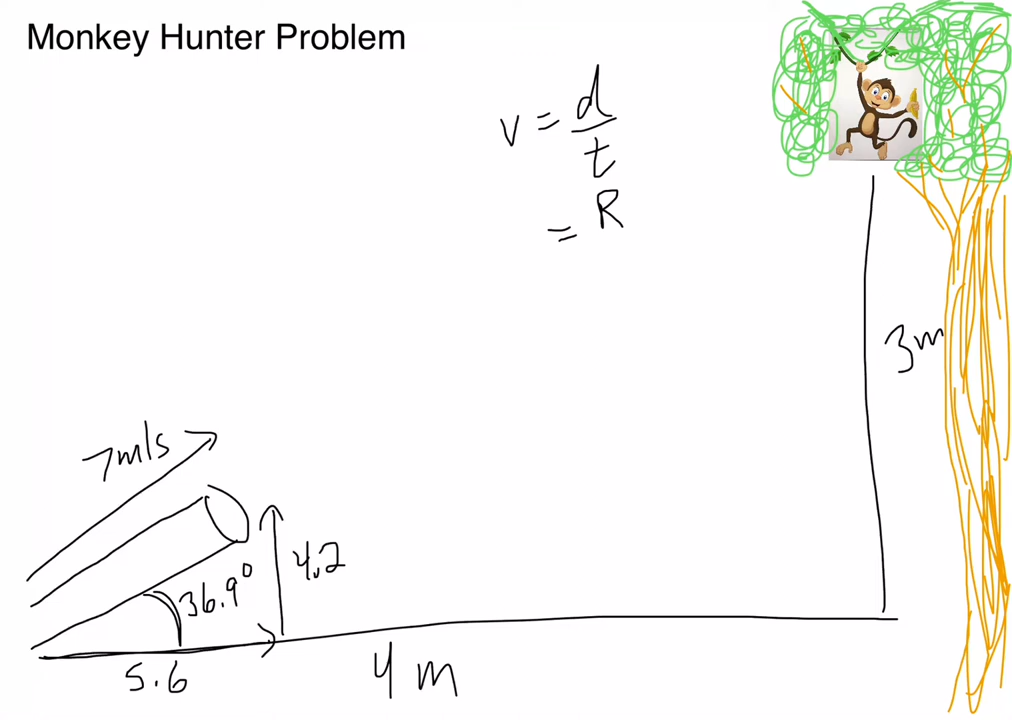 Monkey Hunter Problem
v = d/t
= R
3m
7m/s
36.9°
4.2
5.6
4 m